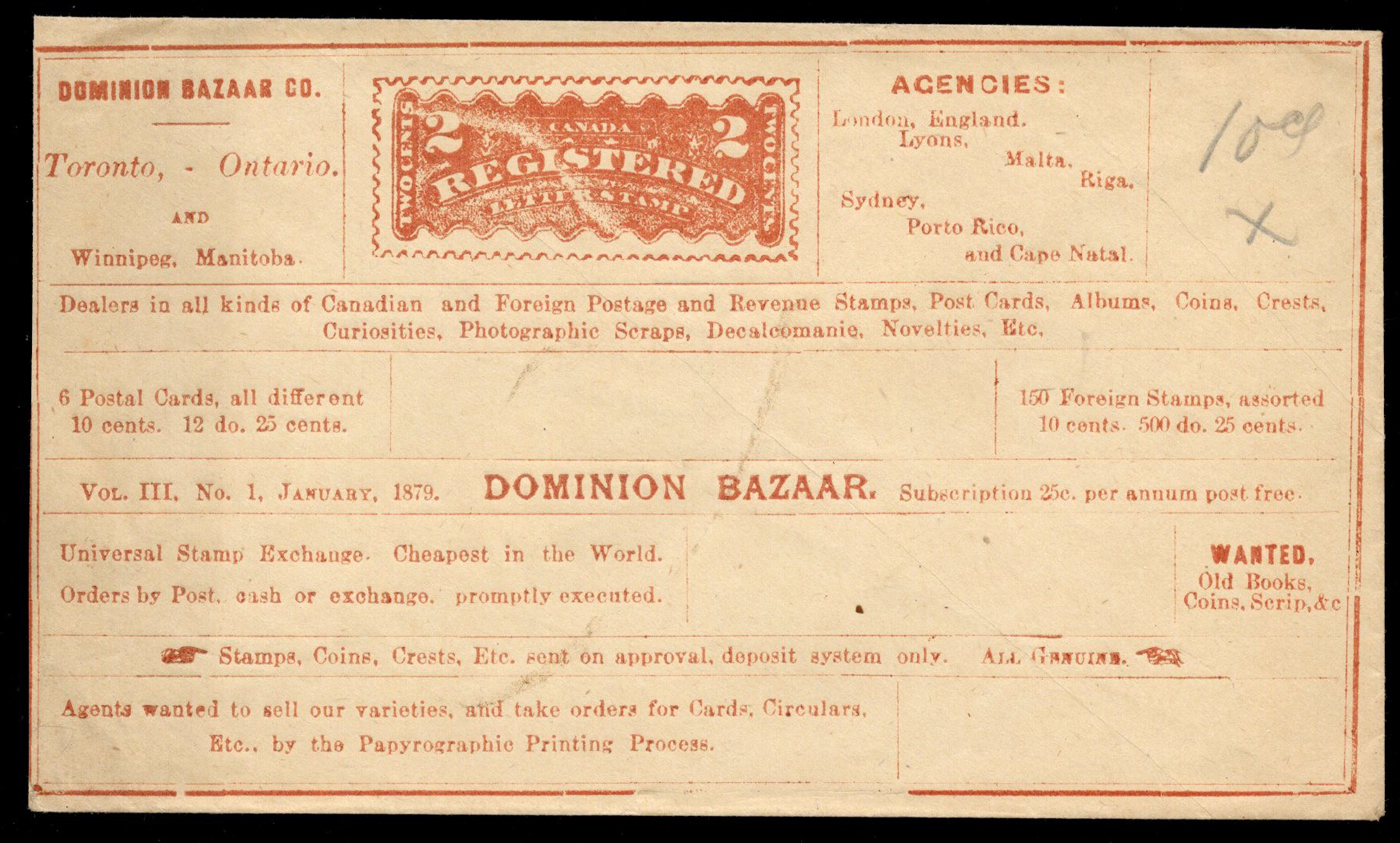 DOMINION BAZAAR CO.
Toronto, - Ontario.
AND
Winnipeg, Manitoba.
TWO CENTS
2
CANADA
2
REGISTERED
LETTER STAMP
TWO CENTS
AGENCIES:
London, England.
Lyons,
Malta.
Riga.
Sydney,
Porto Rico,
and Cape Natal.
x
Dealers in all kinds of Canadian and Foreign Postage and Revenue Stamps, Post Cards, Albums, Coins, Crests,
Curiosities, Photographic Scraps, Decalcomanie, Novelties, Etc,
6 Postal Cards, all different
10 cents. 12 do. 25 cents.
150 Foreign Stamps, assorted
10 cents. 500 do. 25 cents.
VOL. III, No. 1, JANUARY, 1879. DOMINION BAZAAR. Subscription 25c. per annum post free.
Universal Stamp Exchange. Cheapest in the World.
Orders by Post, cash or exchange, promptly executed.
WANTED,
Old Books,
Coins, Scrip, &c
Stamps, Coins, Crests, Etc. sent on approval, deposit system only. ALL GENUINE.
Agents wanted to sell our varieties, and take orders for Cards, Circulars,
Etc., by the Papyrographic Printing Process.